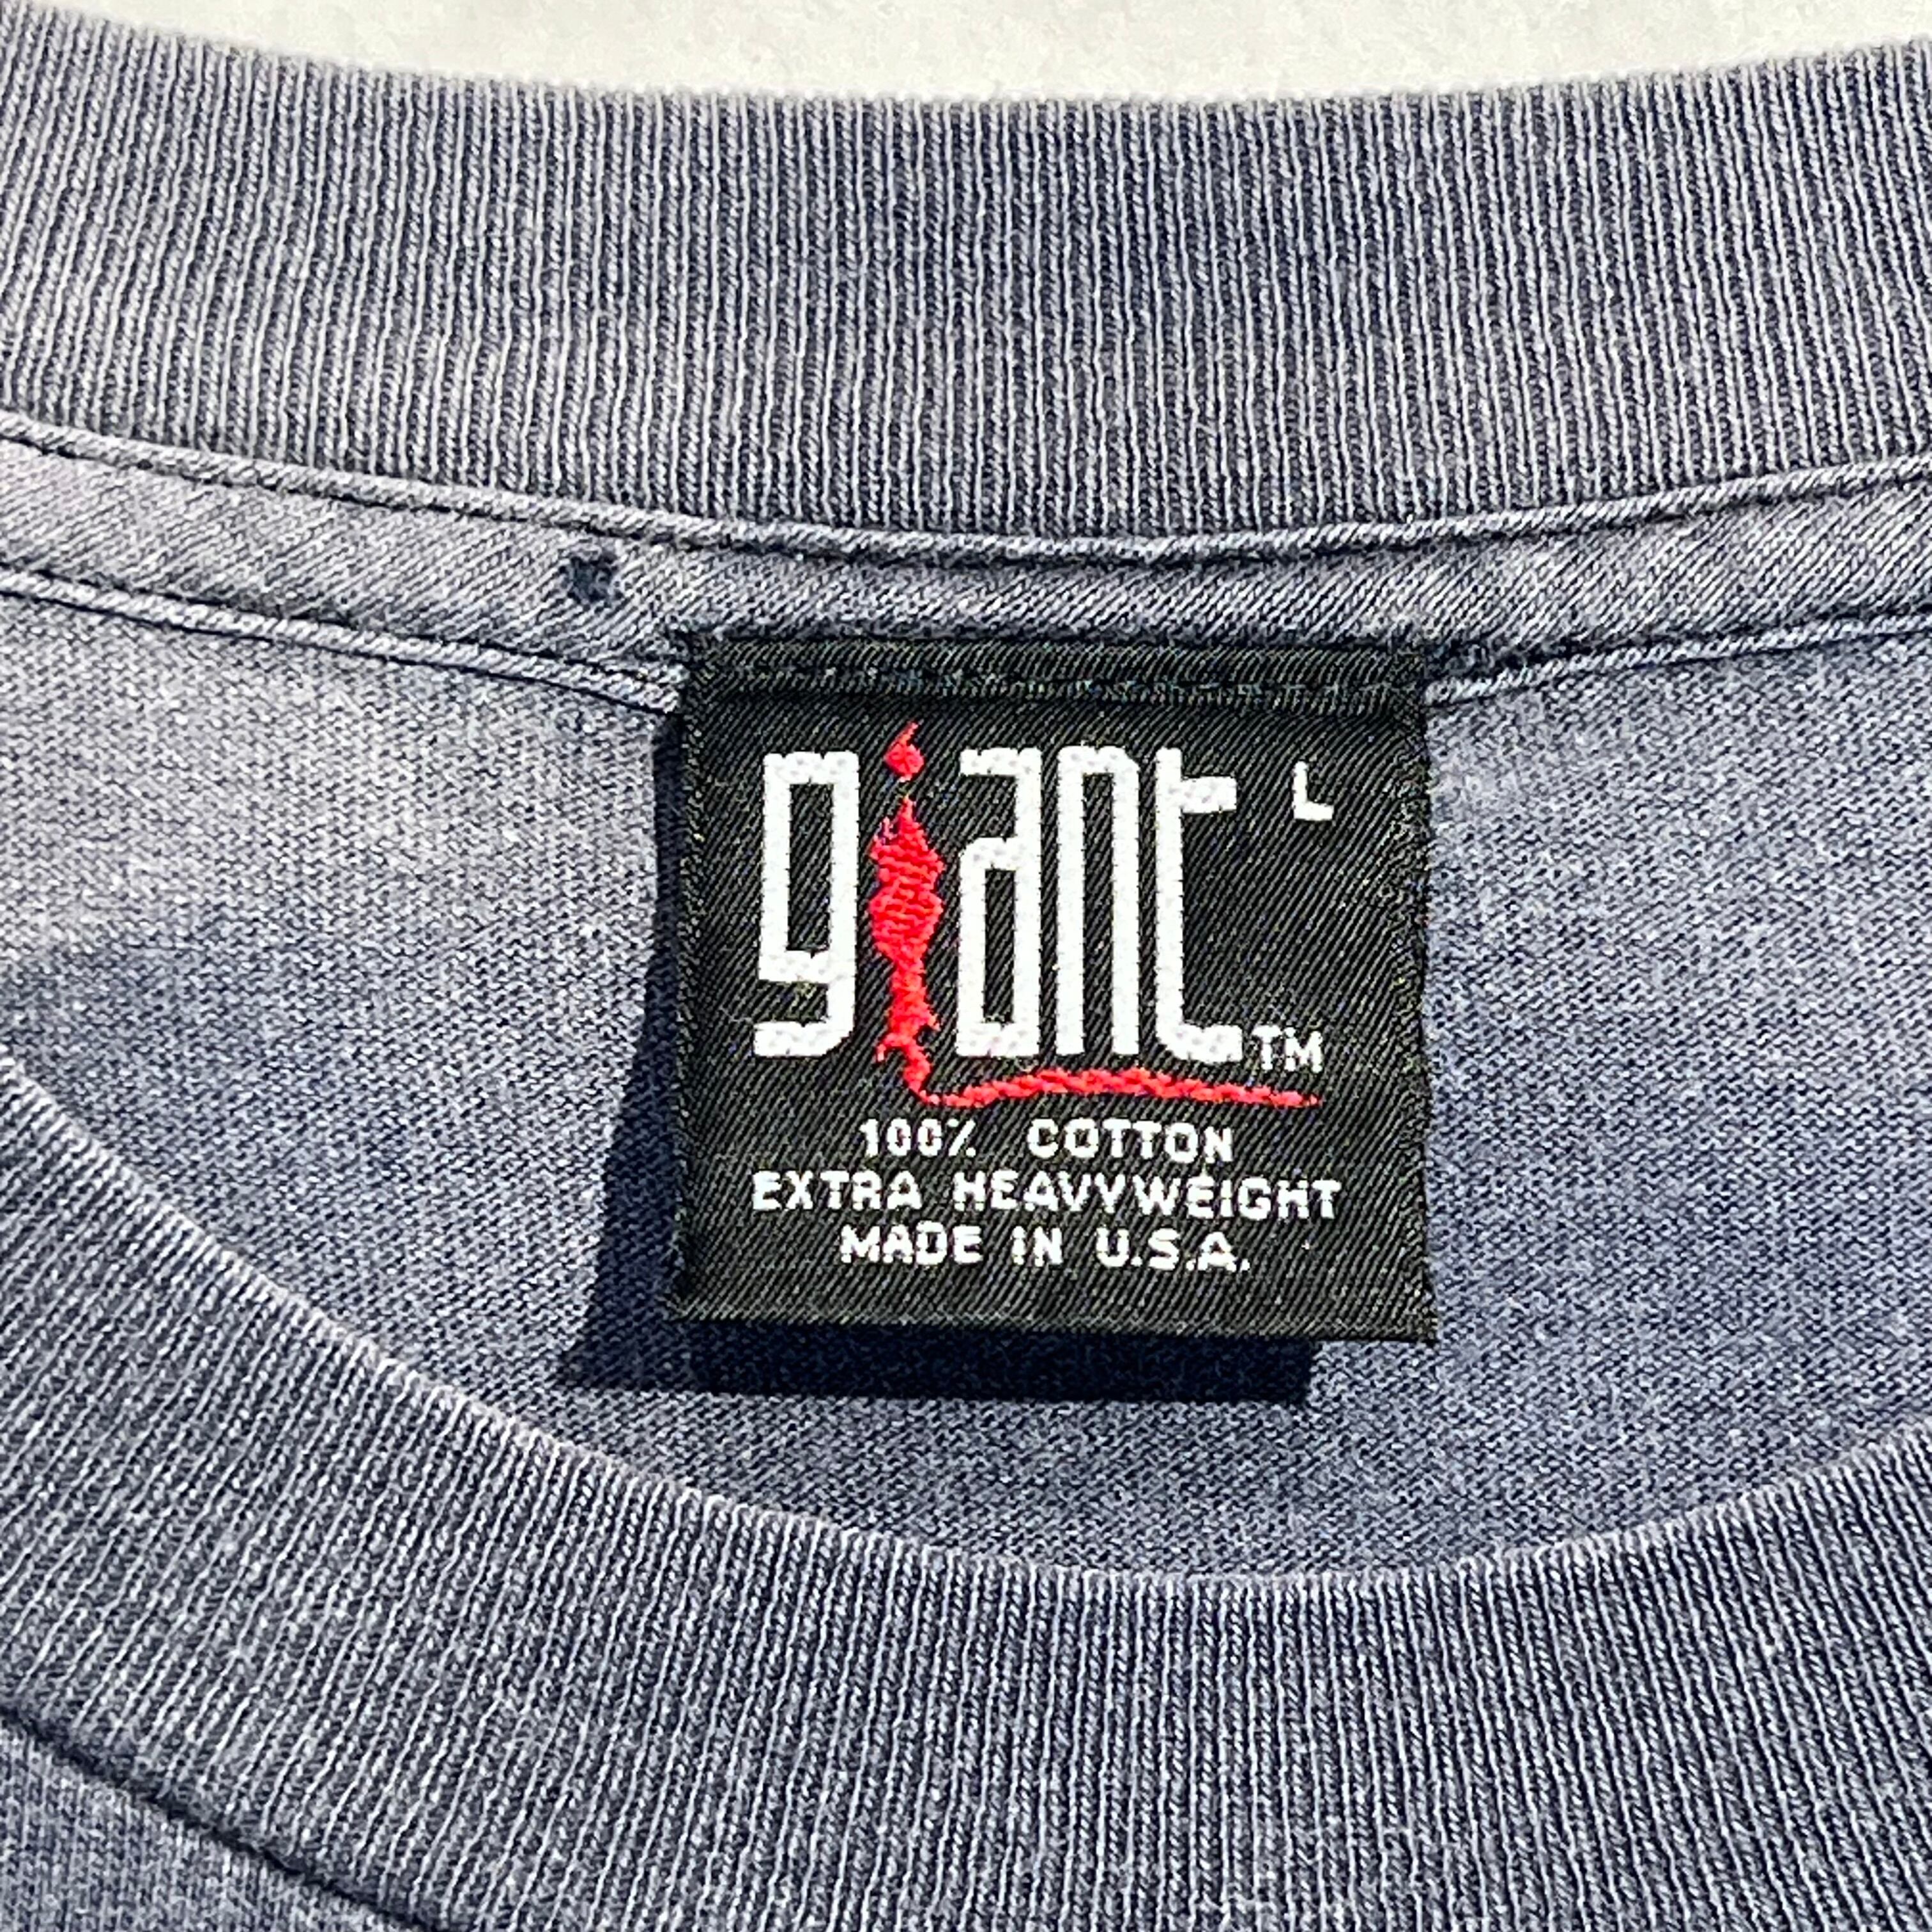 giant L
TM
100% COTTON
EXTRA HEAVYWEIGHT
MADE IN U.S.A.